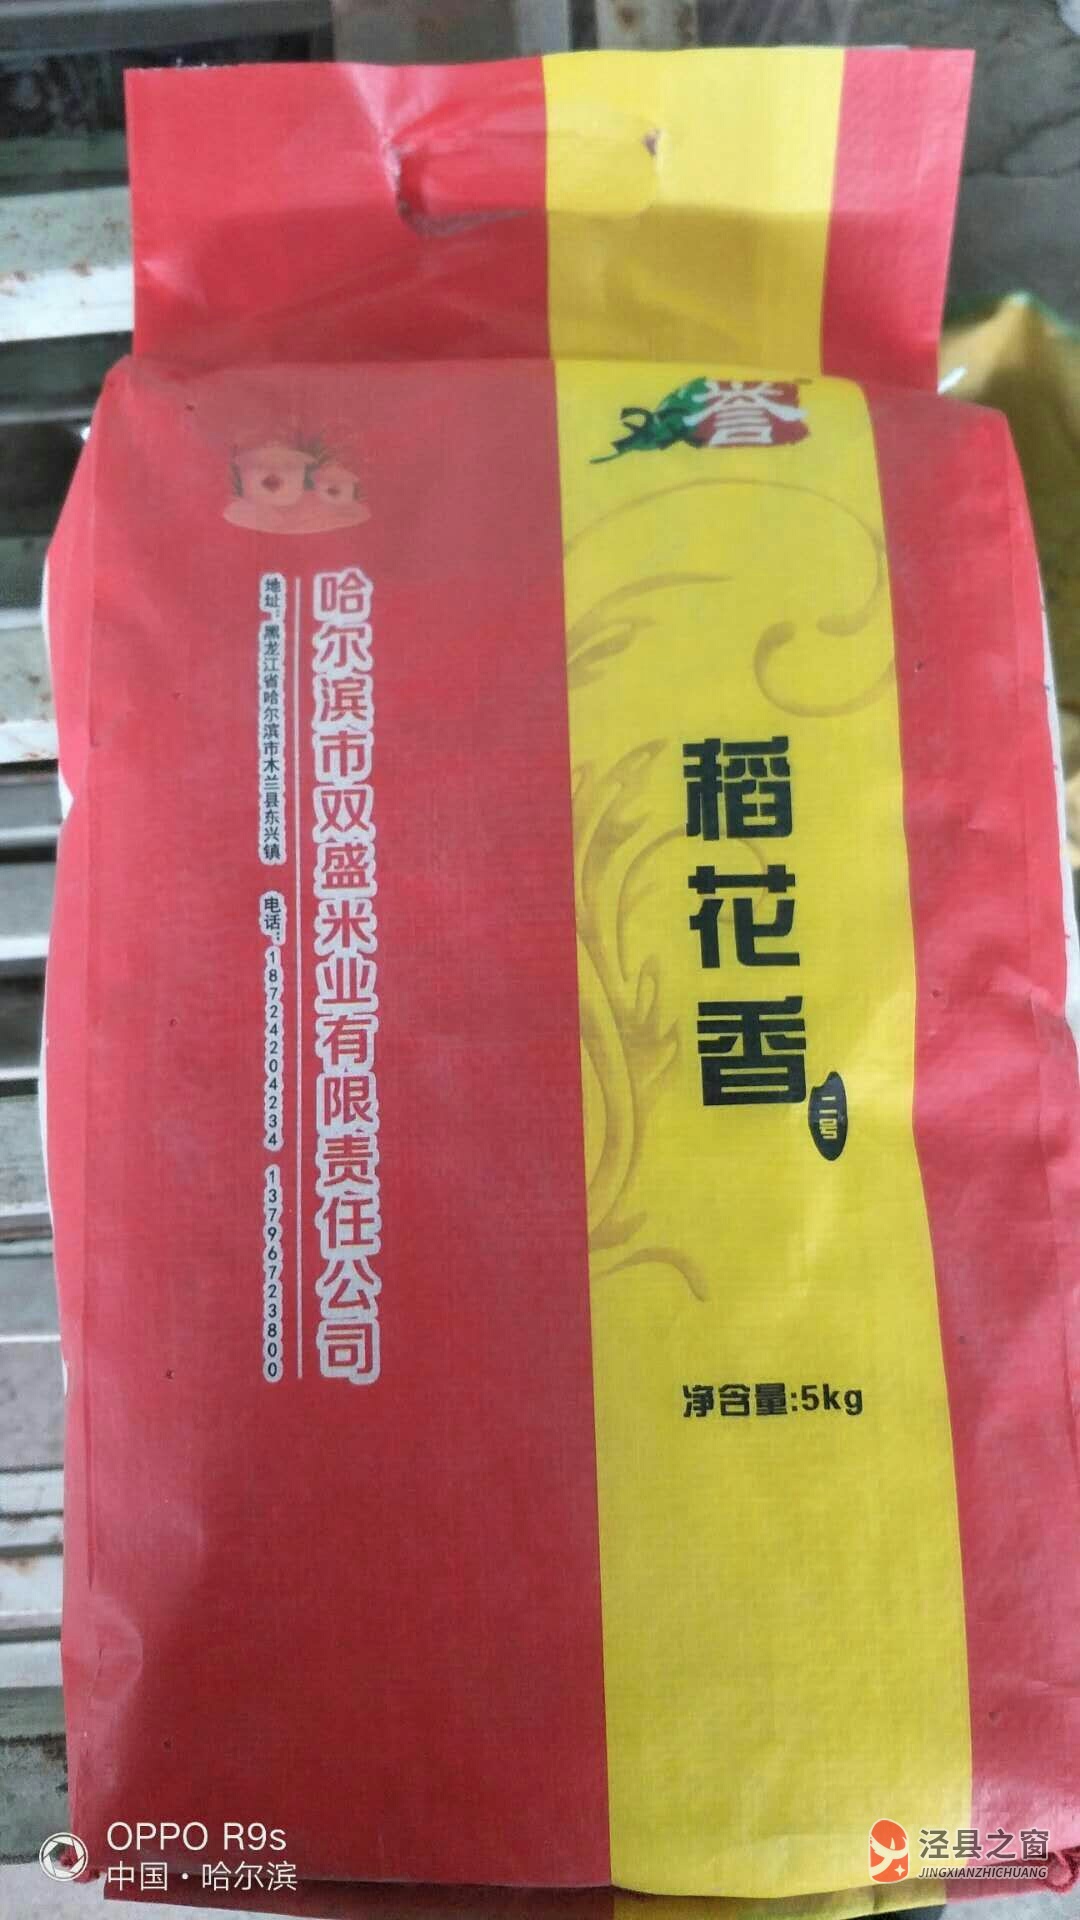 双誉
稻花香
二号
净含量:5kg
哈尔滨市双盛米业有限责任公司
地址:黑龙江省哈尔滨市木兰县东兴镇 电话:18724204234 13796723800
OPPO R9s
中国·哈尔滨
泾县之窗
JINGXIANZHICHUANG